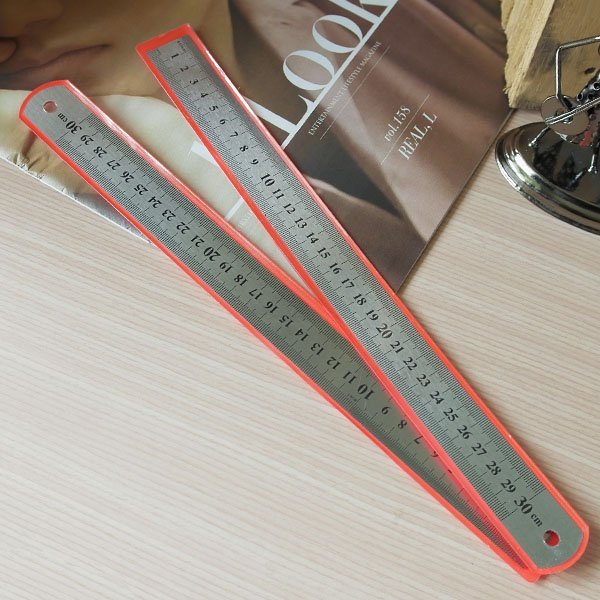 LOOK
ENTERTAINMENT & LIFESTYLE MAGAZINE
vol.158
REAL, L
1 2 3 4 5 6 7 8 9 10 11 12 13 14 15 16 17 18 19 20 21 22 23 24 25 26 27 28 29 30 cm
cm 30 29 28 27 26 25 24 23 22 21 20 19 18 17 16 15 14 13 12 11 10 9 8 7